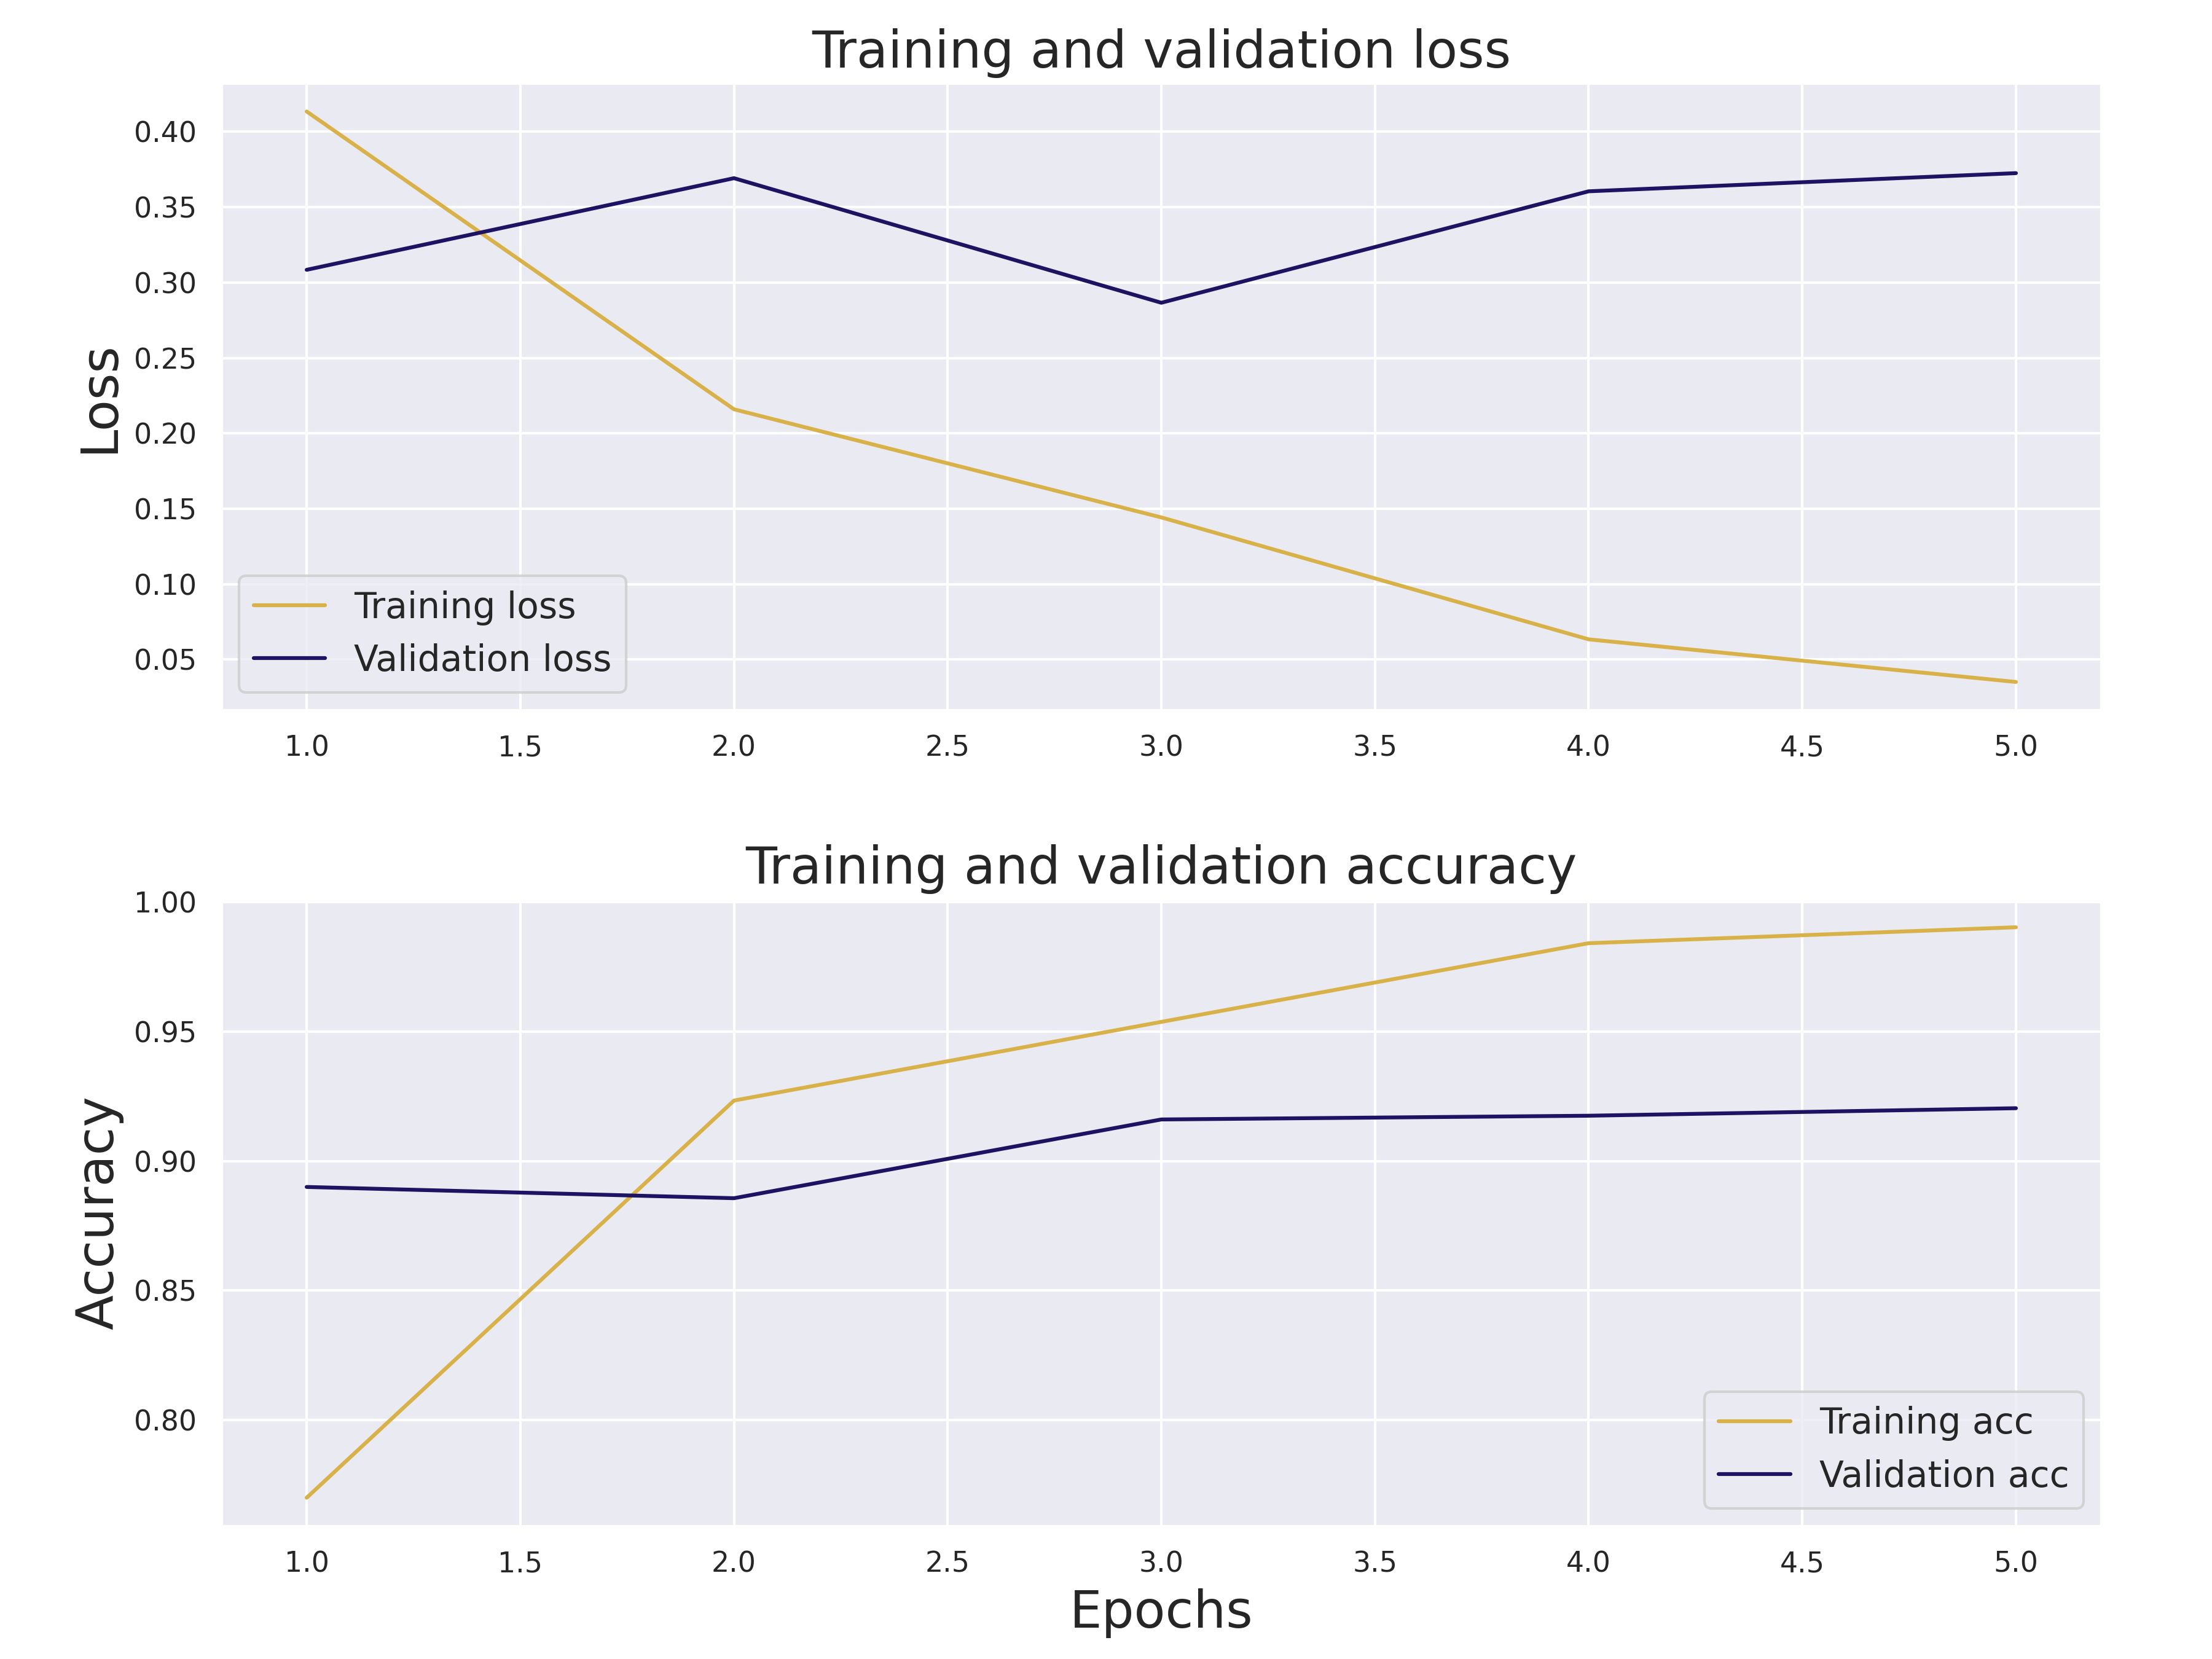 Training and validation loss
0.40
0.35
0.30
0.25
0.20
0.15
0.10
0.05
Loss
Training loss
Validation loss
1.0 1.5 2.0 2.5 3.0 3.5 4.0 4.5 5.0
Training and validation accuracy
1.00
0.95
0.90
0.85
0.80
Accuracy
Training acc
Validation acc
1.0 1.5 2.0 2.5 3.0 3.5 4.0 4.5 5.0
Epochs